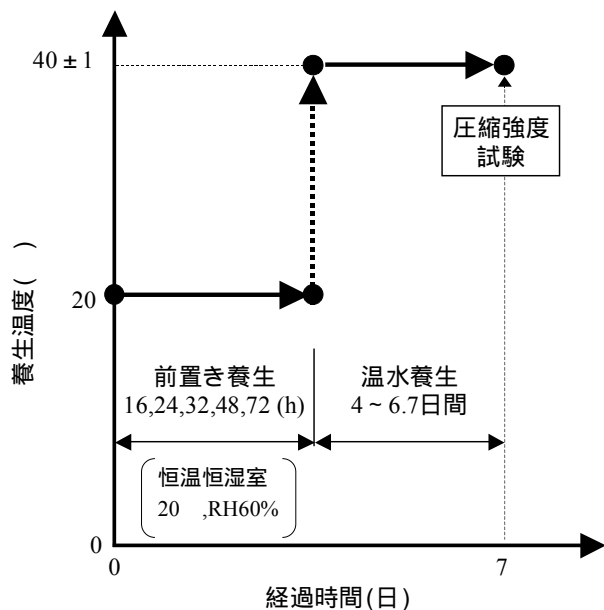 40 ± 1
圧縮強度
試験
養生温度( )
20
前置き養生
16,24,32,48,72 (h)
温水養生
4 ~ 6.7日間
恒温恒湿室
20 ,RH60%
0
0
7
経過時間(日)